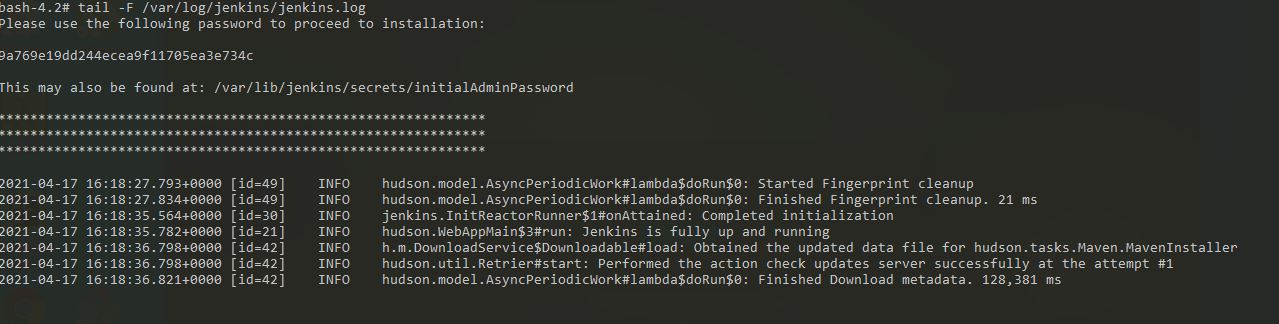 bash-4.2# tail -F /var/log/jenkins/jenkins.log
Please use the following password to proceed to installation:
9a769e19dd244ecea9f11705ea3e734c
This may also be found at: /var/lib/jenkins/secrets/initialAdminPassword
*************************************************************
*************************************************************
*************************************************************
2021-04-17 16:18:27.793+0000 [id=49]    INFO    hudson.model.AsyncPeriodicWork#lambda$doRun$0: Started Fingerprint cleanup
2021-04-17 16:18:27.834+0000 [id=49]    INFO    hudson.model.AsyncPeriodicWork#lambda$doRun$0: Finished Fingerprint cleanup. 21 ms
2021-04-17 16:18:35.564+0000 [id=30]    INFO    jenkins.InitReactorRunner$1#onAttained: Completed initialization
2021-04-17 16:18:35.782+0000 [id=21]    INFO    hudson.WebAppMain$3#run: Jenkins is fully up and running
2021-04-17 16:18:36.798+0000 [id=42]    INFO    h.m.DownloadService$Downloadable#load: Obtained the updated data file for hudson.tasks.Maven.MavenInstaller
2021-04-17 16:18:36.798+0000 [id=42]    INFO    hudson.util.Retrier#start: Performed the action check updates server successfully at the attempt #1
2021-04-17 16:18:36.821+0000 [id=42]    INFO    hudson.model.AsyncPeriodicWork#lambda$doRun$0: Finished Download metadata. 128,381 ms